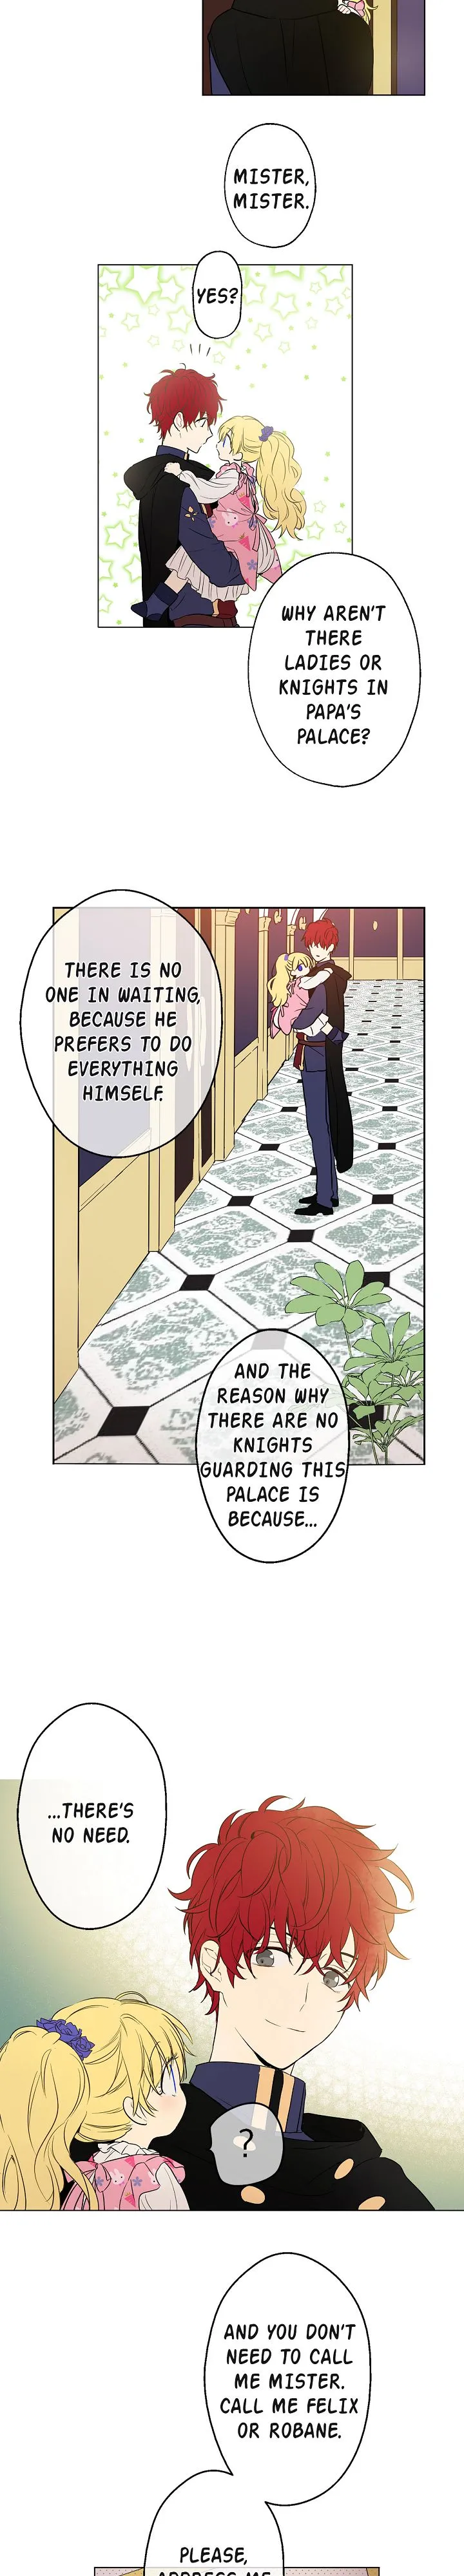 MISTER,
MISTER.
YES?
WHY AREN'T
THERE
LADIES OR
KNIGHTS IN
PAPA'S
PALACE?
THERE IS NO
ONE IN WAITING,
BECAUSE HE
PREFERS TO DO
EVERYTHING
HIMSELF.
AND THE
REASON WHY
THERE ARE NO
KNIGHTS
GUARDING THIS
PALACE IS
BECAUSE...
...THERE'S
NO NEED.
?
AND YOU DON'T
NEED TO CALL
ME MISTER.
CALL ME FELIX
OR ROBANE.
PLEASE,
ADDRESS ME